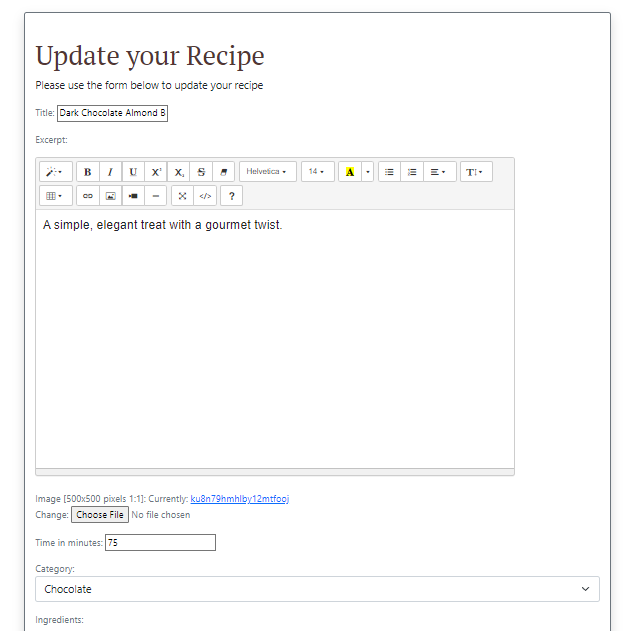 Update your Recipe
Please use the form below to update your recipe
Title: Dark Chocolate Almond B
Excerpt:
B I U X² X₂ S Helvetica 14 A T
</> ?
A simple, elegant treat with a gourmet twist.
Image [500x500 pixels 1:1]: Currently: ku8n79hmhlby12mtfooj
Change: Choose File No file chosen
Time in minutes: 75
Category:
Chocolate
Ingredients: